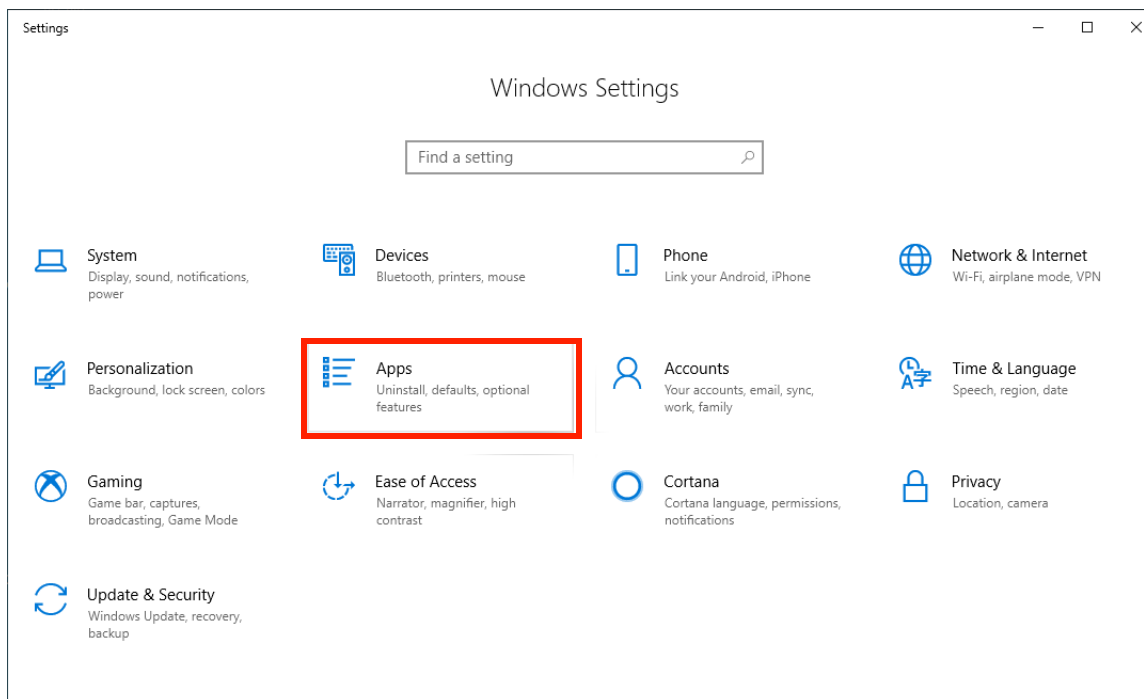 Settings
Windows Settings
Find a setting
System
Display, sound, notifications,
power
Devices
Bluetooth, printers, mouse
Phone
Link your Android, iPhone
Network & Internet
Wi-Fi, airplane mode, VPN
Personalization
Background, lock screen, colors
Apps
Uninstall, defaults, optional
features
Accounts
Your accounts, email, sync,
work, family
Time & Language
Speech, region, date
Gaming
Game bar, captures,
broadcasting, Game Mode
Ease of Access
Narrator, magnifier, high
contrast
Cortana
Cortana language, permissions,
notifications
Privacy
Location, camera
Update & Security
Windows Update, recovery,
backup